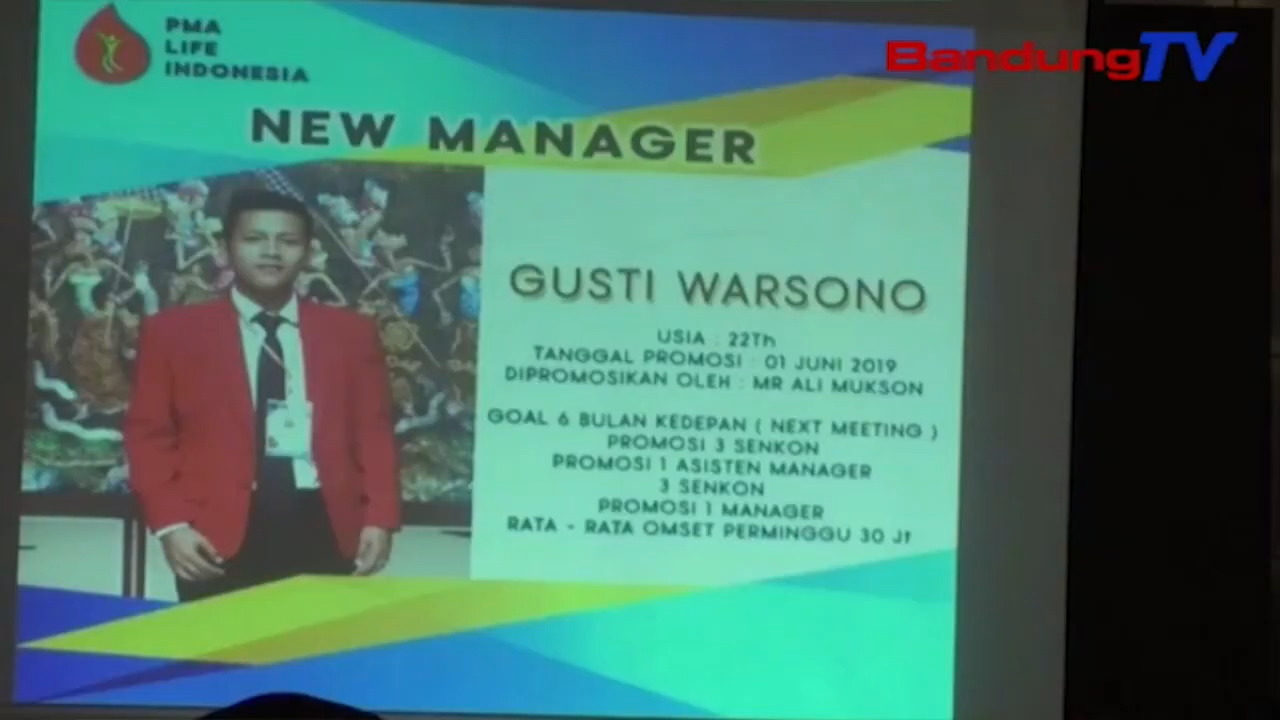 PMA
LIFE
INDONESIA
BandungTV
NEW MANAGER
GUSTI WARSONO
USIA : 22Th
TANGGAL PROMOSI : 01 JUNI 2019
DIPROMOSIKAN OLEH : MR ALI MUKSON
GOAL 6 BULAN KEDEPAN ( NEXT MEETING )
PROMOSI 3 SENKON
PROMOSI 1 ASISTEN MANAGER
3 SENKON
PROMOSI 1 MANAGER
RATA - RATA OMSET PERMINGGU 30 Jt